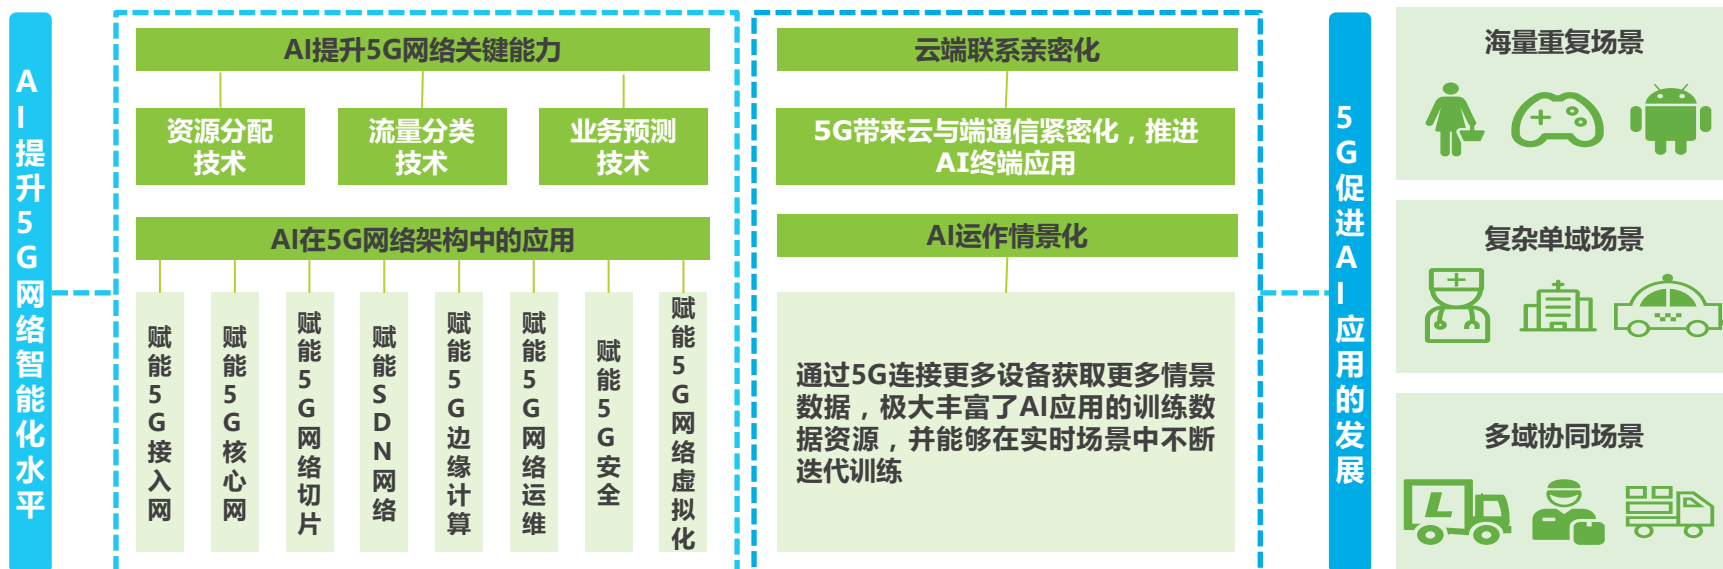 AI提升5G网络智能化水平
AI提升5G网络关键能力
资源分配
技术
流量分类
技术
业务预测
技术
AI在5G网络架构中的应用
赋能5G接入网
赋能5G核心网
赋能5G网络切片
赋能SDN网络
赋能5G边缘计算
赋能5G网络运维
赋能5G安全
赋能5G网络虚拟化
云端联系亲密化
5G带来云与端通信紧密化，推进
AI终端应用
AI运作情景化
通过5G连接更多设备获取更多情景
数据，极大丰富了AI应用的训练数
据资源，并能够在实时场景中不断
迭代训练
5G促进AI应用的发展
海量重复场景
复杂单域场景
多域协同场景